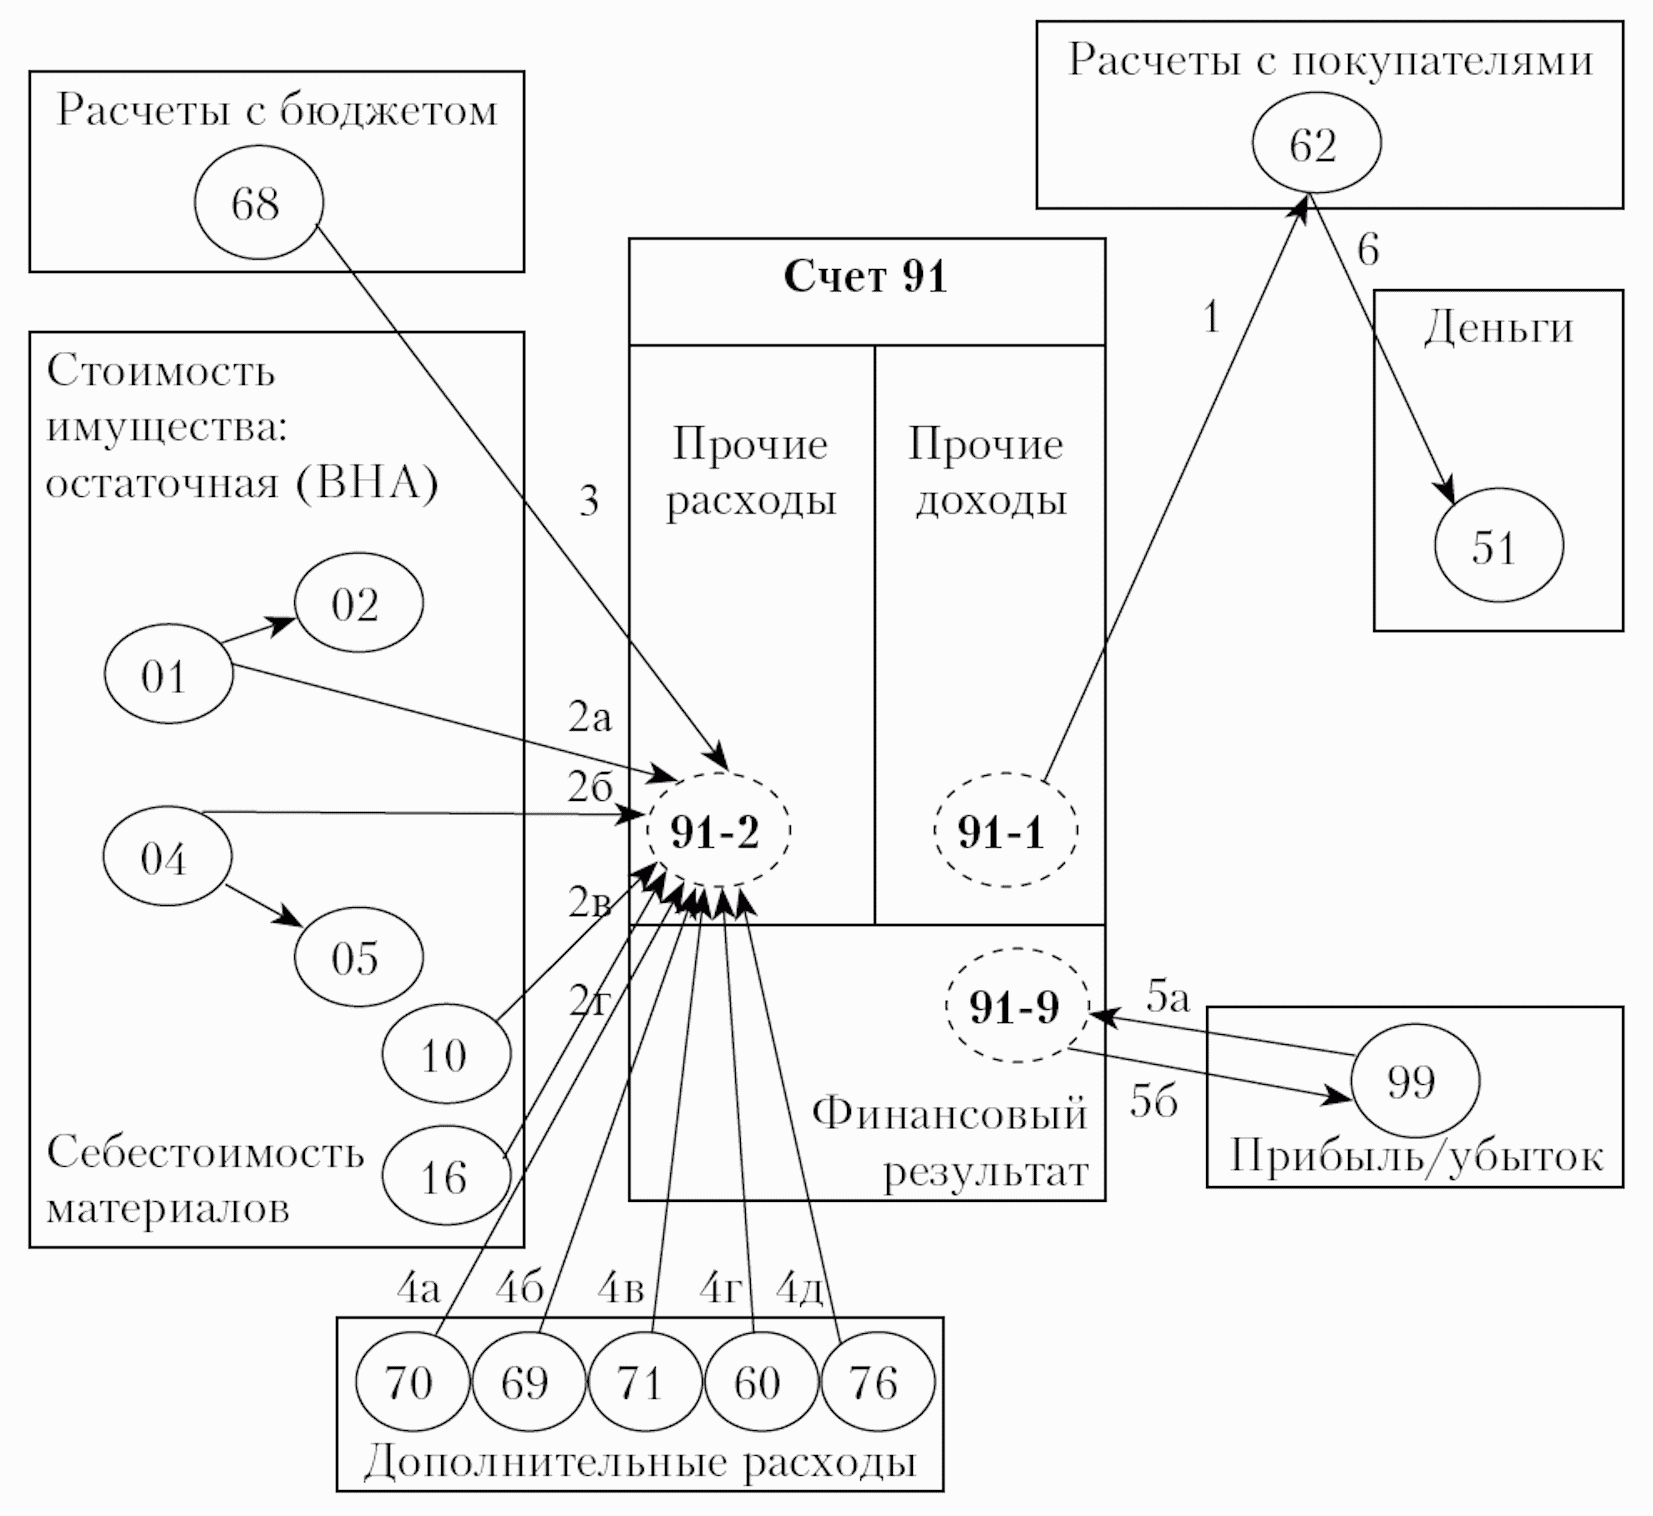 Расчеты с бюджетом
68
Расчеты с покупателями
62
Счет 91
1
6
Деньги
51
Стоимость
имущества:
остаточная (ВНА)
Прочие
расходы
Прочие
доходы
3
02
01
2а
2б
04
91-2
91-1
2в
05
2г
10
91-9
5а
5б
99
Прибыль/убыток
Финансовый
результат
Себестоимость
материалов
16
4а
4б
4в
4г
4д
70
69
71
60
76
Дополнительные расходы